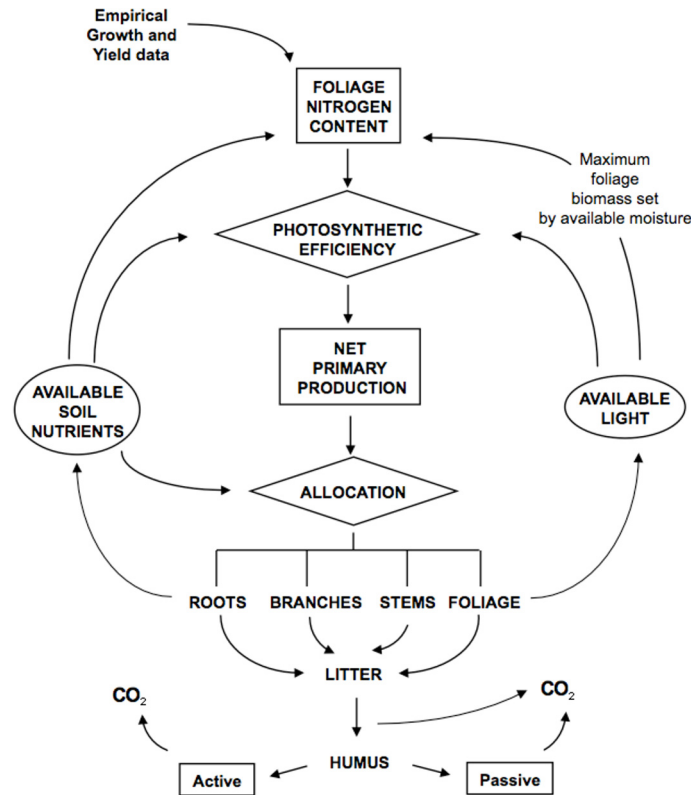 Empirical
Growth and
Yield data
FOLIAGE
NITROGEN
CONTENT
Maximum
foliage
biomass set
by available moisture
PHOTOSYNTHETIC
EFFICIENCY
NET
PRIMARY
PRODUCTION
AVAILABLE
SOIL
NUTRIENTS
AVAILABLE
LIGHT
ALLOCATION
ROOTS BRANCHES STEMS FOLIAGE
LITTER
CO₂ CO₂
HUMUS
Active Passive